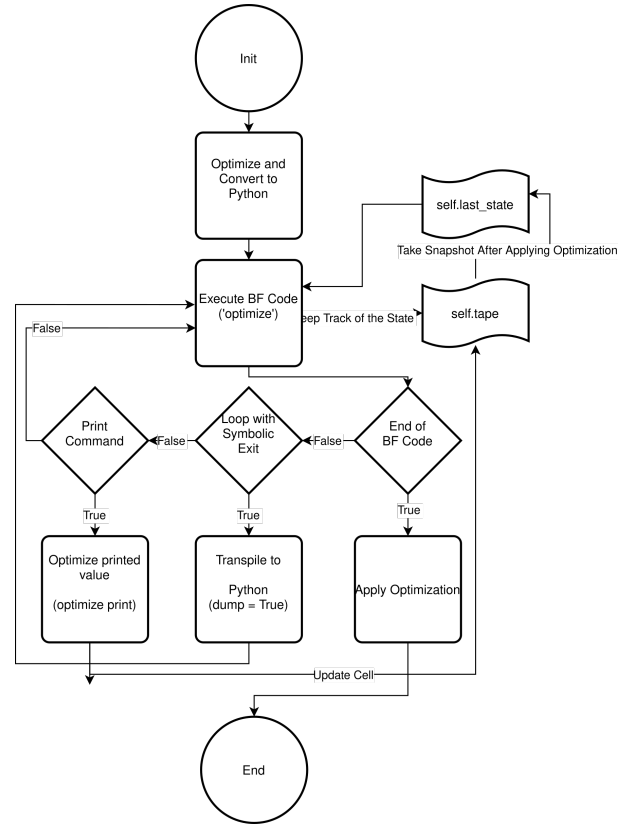 Init
Optimize and
Convert to
Python
self.last_state
Take Snapshot After Applying Optimization
Execute BF Code
('optimize')
eep Track of the State
self.tape
False
Print
Command
False
Loop with
Symbolic
Exit
False
End of
BF Code
True
True
True
Optimize printed
value
(optimize print)
Transpile to
Python
(dump = True)
Apply Optimization
Update Cell
End